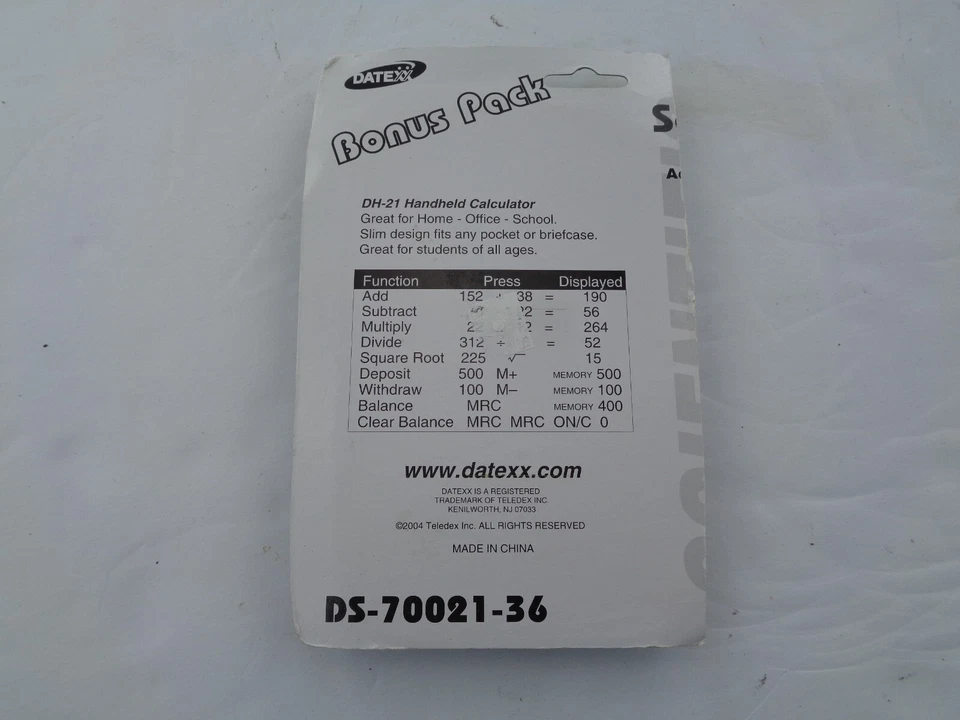 DATEXX
Bonus Pack
DH-21 Handheld Calculator
Great for Home - Office - School.
Slim design fits any pocket or briefcase.
Great for students of all ages.
Function Press Displayed
Add 152 + 38 = 190
Subtract = 56
Multiply = 264
Divide 312 ÷ = 52
Square Root 225 √ 15
Deposit 500 M+ MEMORY 500
Withdraw 100 M– MEMORY 100
Balance MRC MEMORY 400
Clear Balance MRC MRC ON/C 0
www.datexx.com
DATEXX IS A REGISTERED
TRADEMARK OF TELEDEX INC.
KENILWORTH, NJ 07033
©2004 Teledex Inc. ALL RIGHTS RESERVED
MADE IN CHINA
DS-70021-36